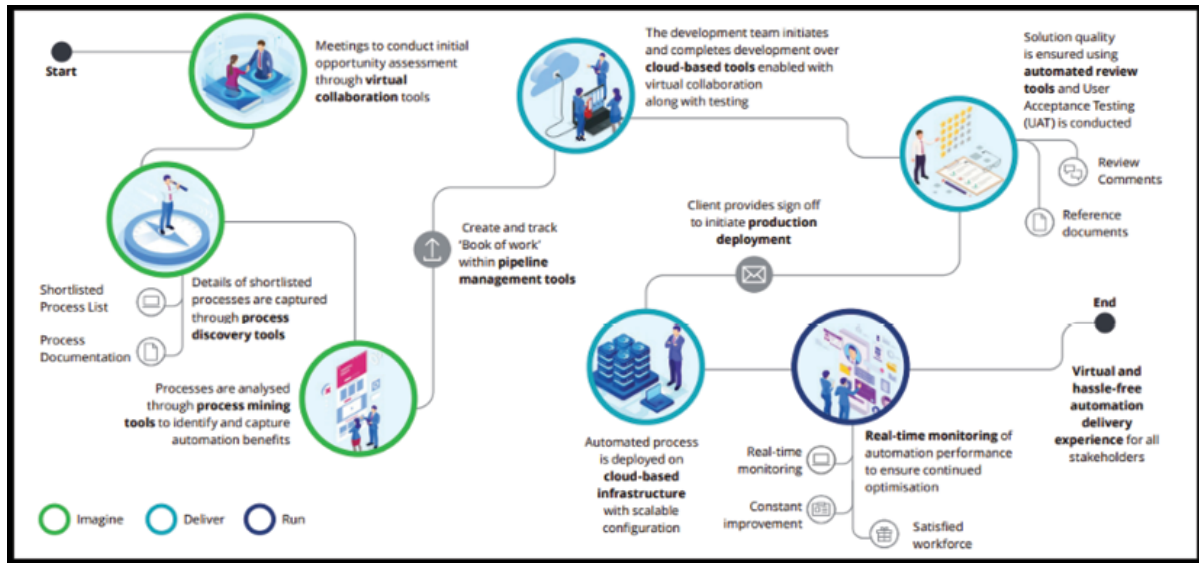 Start
Meetings to conduct initial
opportunity assessment
through virtual
collaboration tools
Shortlisted
Process List
Process
Documentation
Details of shortlisted
processes are captured
through process
discovery tools
Processes are analysed
through process mining
tools to identify and capture
automation benefits
Create and track
'Book of work'
within pipeline
management tools
The development team initiates
and completes development over
cloud-based tools enabled with
virtual collaboration
along with testing
Solution quality
is ensured using
automated review
tools and User
Acceptance Testing
(UAT) is conducted
Review
Comments
Reference
documents
Client provides sign off
to initiate production
deployment
Automated process
is deployed on
cloud-based
infrastructure
with scalable
configuration
Real-time monitoring of
automation performance
to ensure continued
optimisation
Real-time
monitoring
Constant
improvement
Satisfied
workforce
End
Virtual and
hassle-free
automation
delivery
experience for all
stakeholders
Imagine
Deliver
Run